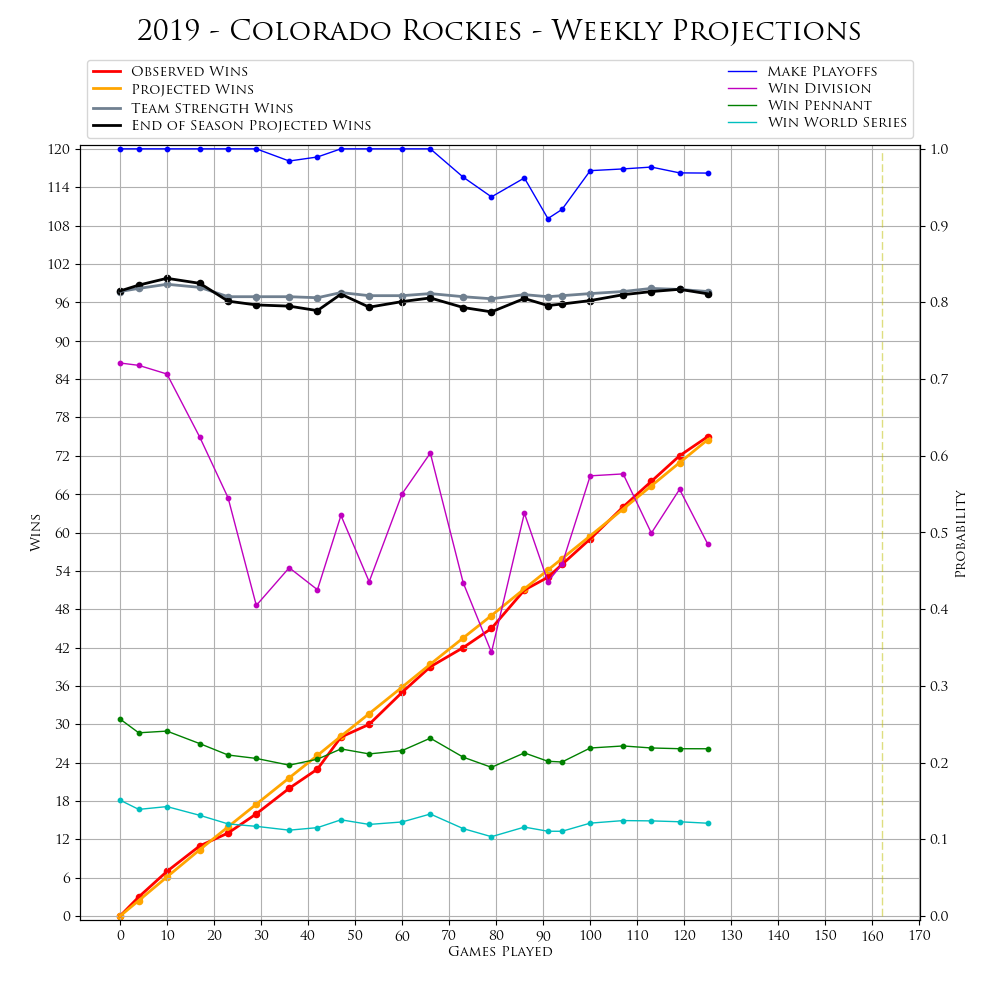 2019 - Colorado Rockies - Weekly Projections
Observed Wins
Projected Wins
Team Strength Wins
End of Season Projected Wins
Make Playoffs
Win Division
Win Pennant
Win World Series
120
114
108
102
96
90
84
78
72
66
60
54
48
42
36
30
24
18
12
6
0
Wins
1.0
0.9
0.8
0.7
0.6
0.5
0.4
0.3
0.2
0.1
0.0
Probability
0 10 20 30 40 50 60 70 80 90 100 110 120 130 140 150 160 170
Games Played